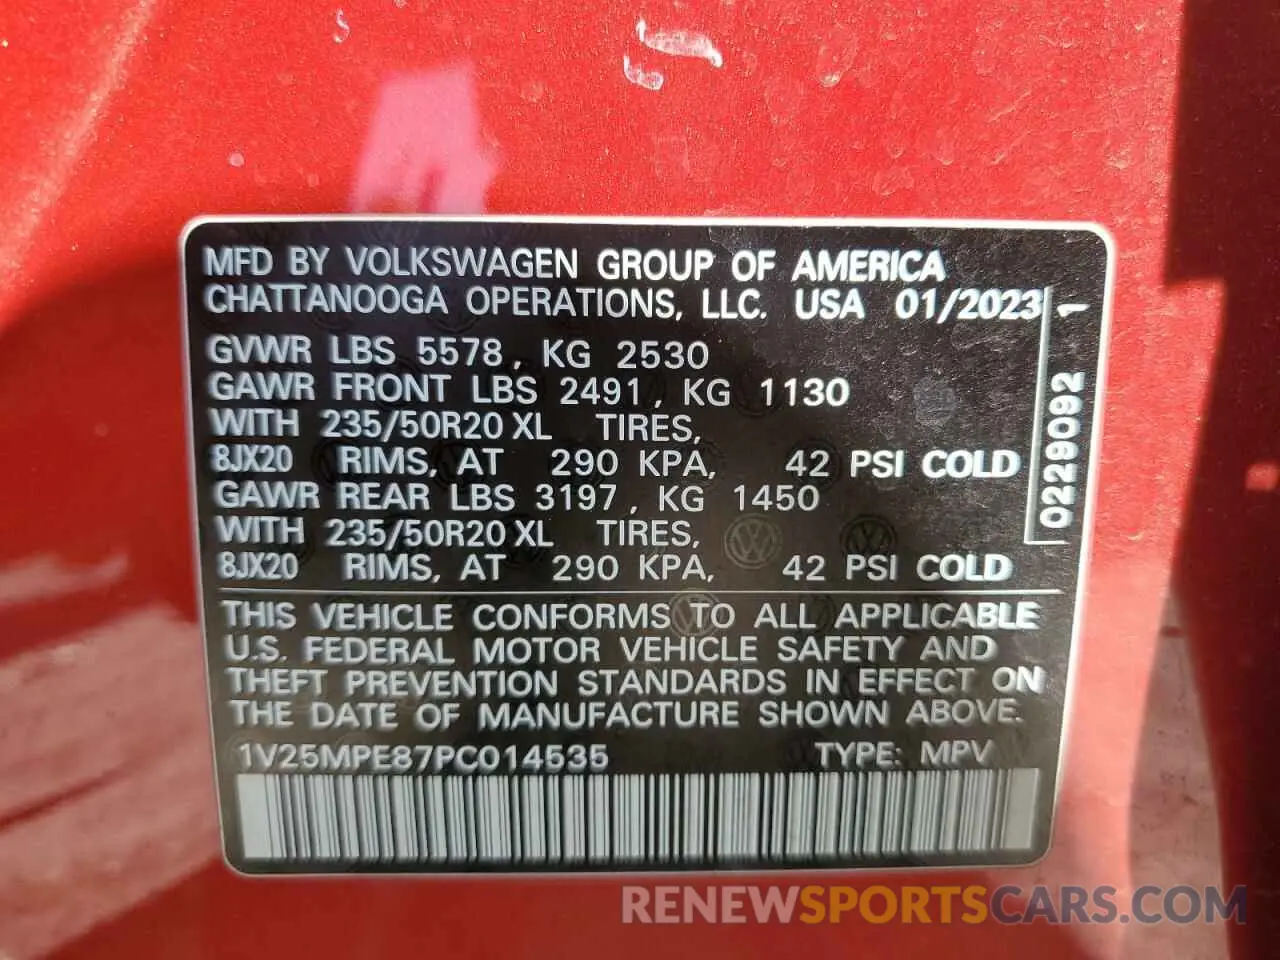 MFD BY VOLKSWAGEN GROUP OF AMERICA
CHATTANOOGA OPERATIONS, LLC. USA 01/2023
GVWR LBS 5578, KG 2530
GAWR FRONT LBS 2491, KG 1130
WITH 235/50R20 XL TIRES,
8JX20 RIMS, AT 290 KPA, 42 PSI COLD
GAWR REAR LBS 3197, KG 1450
WITH 235/50R20 XL TIRES,
8JX20 RIMS, AT 290 KPA, 42 PSI COLD
0229092 1
THIS VEHICLE CONFORMS TO ALL APPLICABLE
U.S. FEDERAL MOTOR VEHICLE SAFETY AND
THEFT PREVENTION STANDARDS IN EFFECT ON
THE DATE OF MANUFACTURE SHOWN ABOVE.
1V25MPE87PC014535 TYPE: MPV
RENEWSPORTSCARS.COM